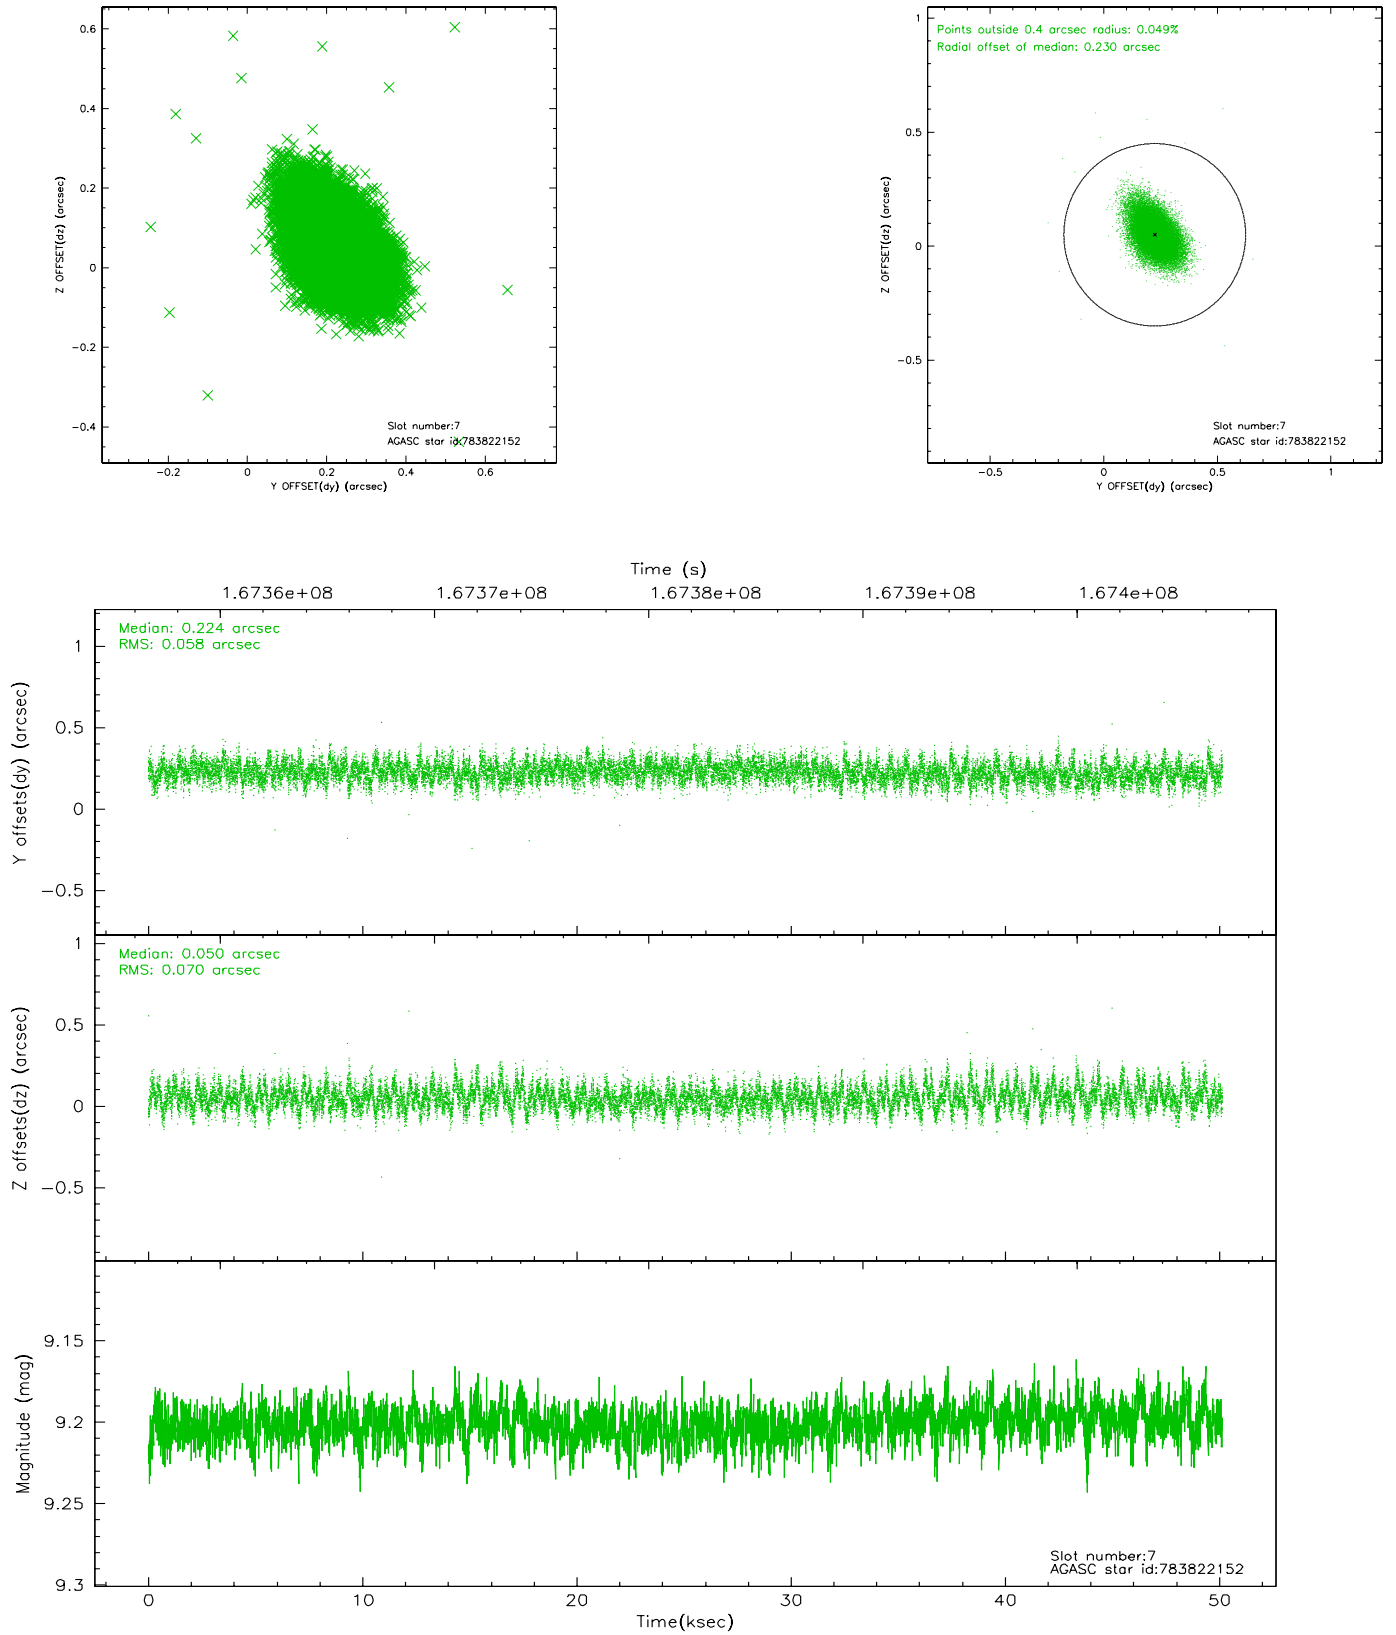 0.6
0.4
0.2
0
−0.2
−0.4
Z OFFSET(dz) (arcsec)
−0.2 0 0.2 0.4 0.6
Y OFFSET(dy) (arcsec)
Slot number:7
AGASC star id:783822152
Points outside 0.4 arcsec radius: 0.049%
Radial offset of median: 0.230 arcsec
1
0.5
0
−0.5
Z OFFSET(dz) (arcsec)
−0.5 0 0.5 1
Y OFFSET(dy) (arcsec)
Slot number:7
AGASC star id:783822152
Time (s)
1.6736e+08 1.6737e+08 1.6738e+08 1.6739e+08 1.674e+08
Median: 0.224 arcsec
RMS: 0.058 arcsec
1
0.5
0
−0.5
Y offsets(dy) (arcsec)
Median: 0.050 arcsec
RMS: 0.070 arcsec
1
0.5
0
−0.5
Z offsets(dz) (arcsec)
9.15
9.2
9.25
9.3
Magnitude (mag)
Slot number:7
AGASC star id:783822152
0 10 20 30 40 50
Time(ksec)